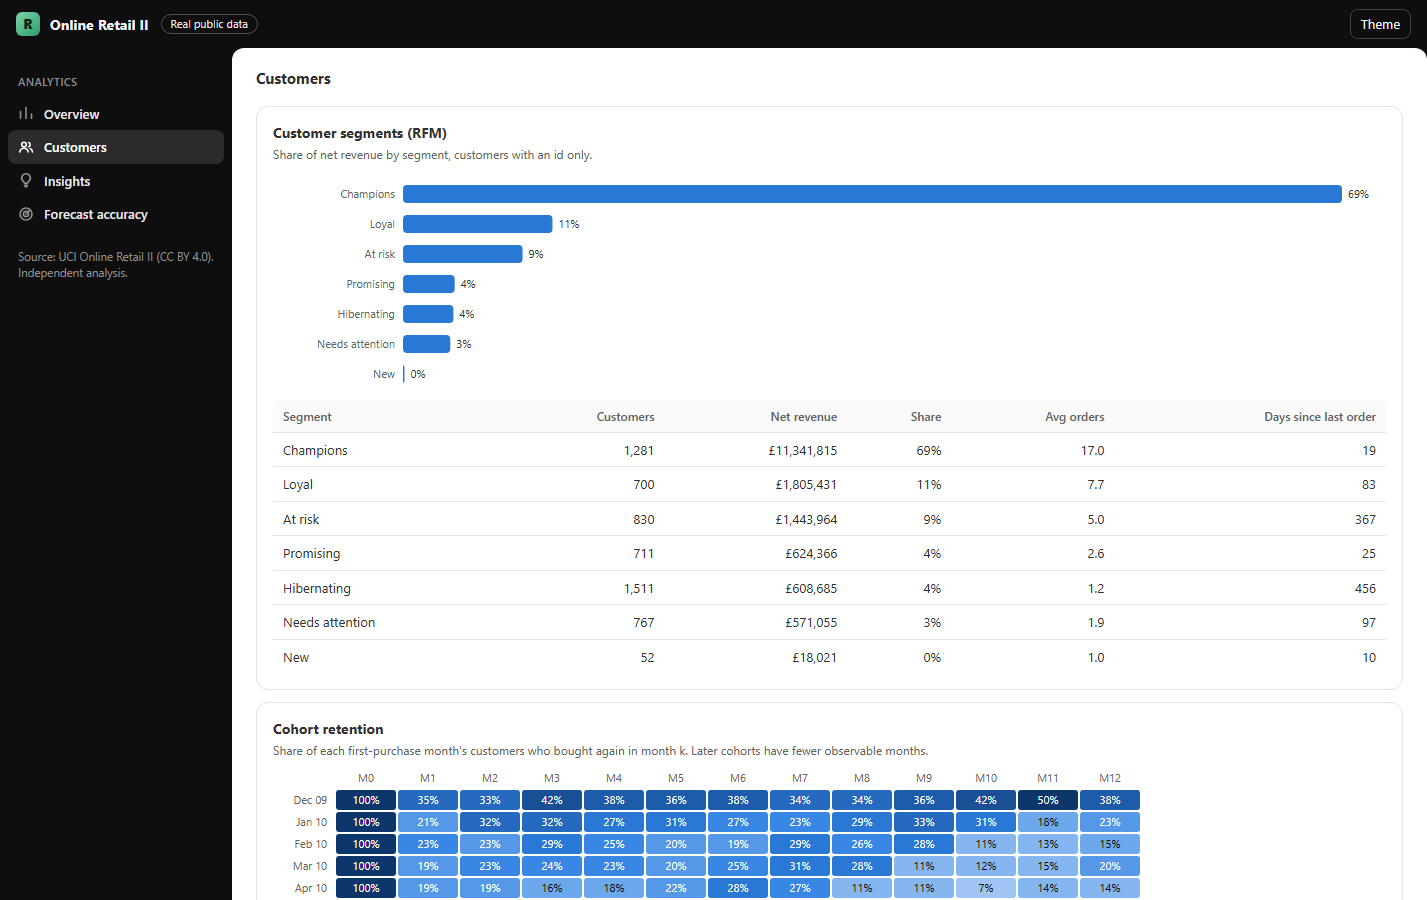 R Online Retail II Real public data Theme
ANALYTICS
Overview
Customers
Insights
Forecast accuracy
Source: UCI Online Retail II (CC BY 4.0).
Independent analysis.
Customers
Customer segments (RFM)
Share of net revenue by segment, customers with an id only.
Champions 69%
Loyal 11%
At risk 9%
Promising 4%
Hibernating 4%
Needs attention 3%
New 0%
Segment Customers Net revenue Share Avg orders Days since last order
Champions 1,281 £11,341,815 69% 17.0 19
Loyal 700 £1,805,431 11% 7.7 83
At risk 830 £1,443,964 9% 5.0 367
Promising 711 £624,366 4% 2.6 25
Hibernating 1,511 £608,685 4% 1.2 456
Needs attention 767 £571,055 3% 1.9 97
New 52 £18,021 0% 1.0 10
Cohort retention
Share of each first-purchase month's customers who bought again in month k. Later cohorts have fewer observable months.
M0 M1 M2 M3 M4 M5 M6 M7 M8 M9 M10 M11 M12
Dec 09 100% 35% 33% 42% 38% 36% 38% 34% 34% 36% 42% 50% 38%
Jan 10 100% 21% 32% 32% 27% 31% 27% 23% 29% 33% 31% 18% 23%
Feb 10 100% 23% 23% 29% 25% 20% 19% 29% 26% 28% 11% 13% 15%
Mar 10 100% 19% 23% 24% 23% 20% 25% 31% 28% 11% 12% 15% 20%
Apr 10 100% 19% 19% 16% 18% 22% 28% 27% 11% 11% 7% 14% 14%